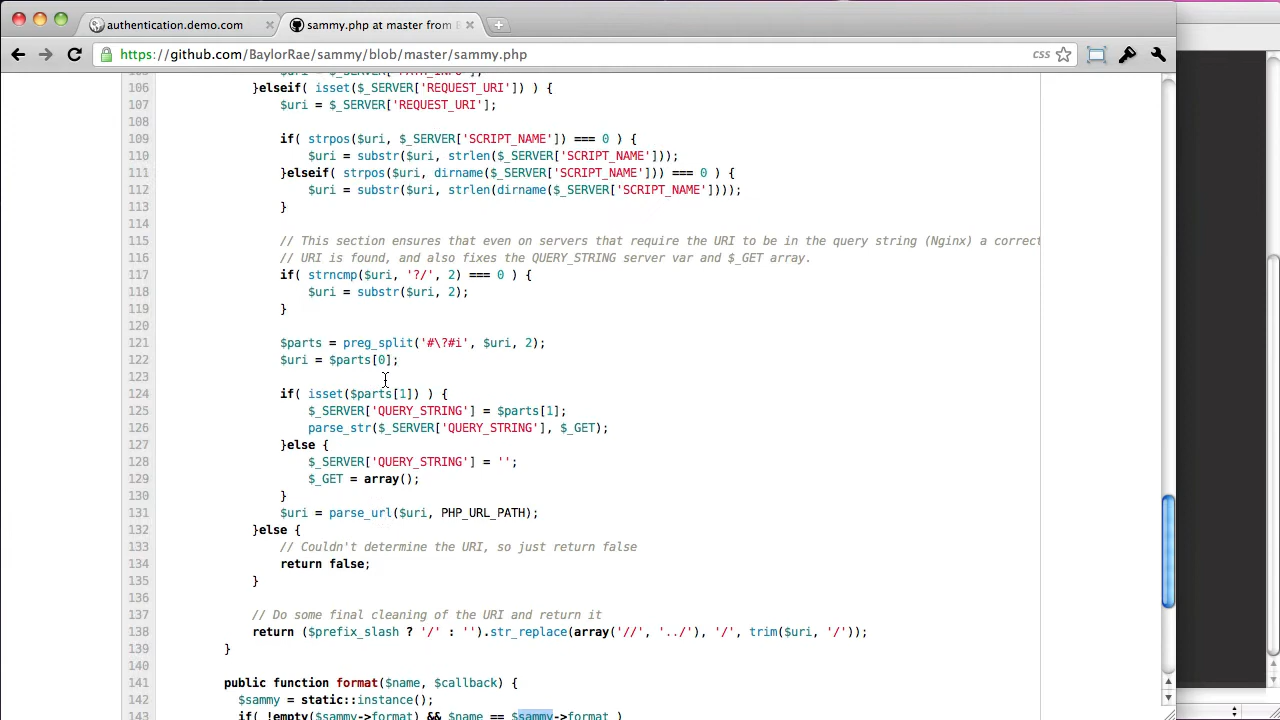 authentication.demo.com
sammy.php at master from
https://github.com/BaylorRae/sammy/blob/master/sammy.php
css
106 }elseif( isset($_SERVER['REQUEST_URI']) ) {
107 $uri = $_SERVER['REQUEST_URI'];
108
109 if( strpos($uri, $_SERVER['SCRIPT_NAME']) === 0 ) {
110 $uri = substr($uri, strlen($_SERVER['SCRIPT_NAME']));
111 }elseif( strpos($uri, dirname($_SERVER['SCRIPT_NAME'])) === 0 ) {
112 $uri = substr($uri, strlen(dirname($_SERVER['SCRIPT_NAME'])));
113 }
114
115 // This section ensures that even on servers that require the URI to be in the query string (Nginx) a correct
116 // URI is found, and also fixes the QUERY_STRING server var and $_GET array.
117 if( strncmp($uri, '?/', 2) === 0 ) {
118 $uri = substr($uri, 2);
119 }
120
121 $parts = preg_split('#\?#i', $uri, 2);
122 $uri = $parts[0];
123
124 if( isset($parts[1]) ) {
125 $_SERVER['QUERY_STRING'] = $parts[1];
126 parse_str($_SERVER['QUERY_STRING'], $_GET);
127 }else {
128 $_SERVER['QUERY_STRING'] = '';
129 $_GET = array();
130 }
131 $uri = parse_url($uri, PHP_URL_PATH);
132 }else {
133 // Couldn't determine the URI, so just return false
134 return false;
135 }
136
137 // Do some final cleaning of the URI and return it
138 return ($prefix_slash ? '/' : '').str_replace(array('//', '../'), '/', trim($uri, '/'));
139 }
140
141 public function format($name, $callback) {
142 $sammy = static::instance();
143 if( !empty($sammy->format) && $name == $sammy->format )